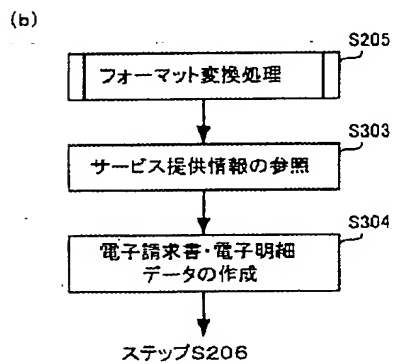 (b)
S205
フォーマット変換処理
S303
サービス提供情報の参照
S304
電子請求書・電子明細
データの作成
ステップS206